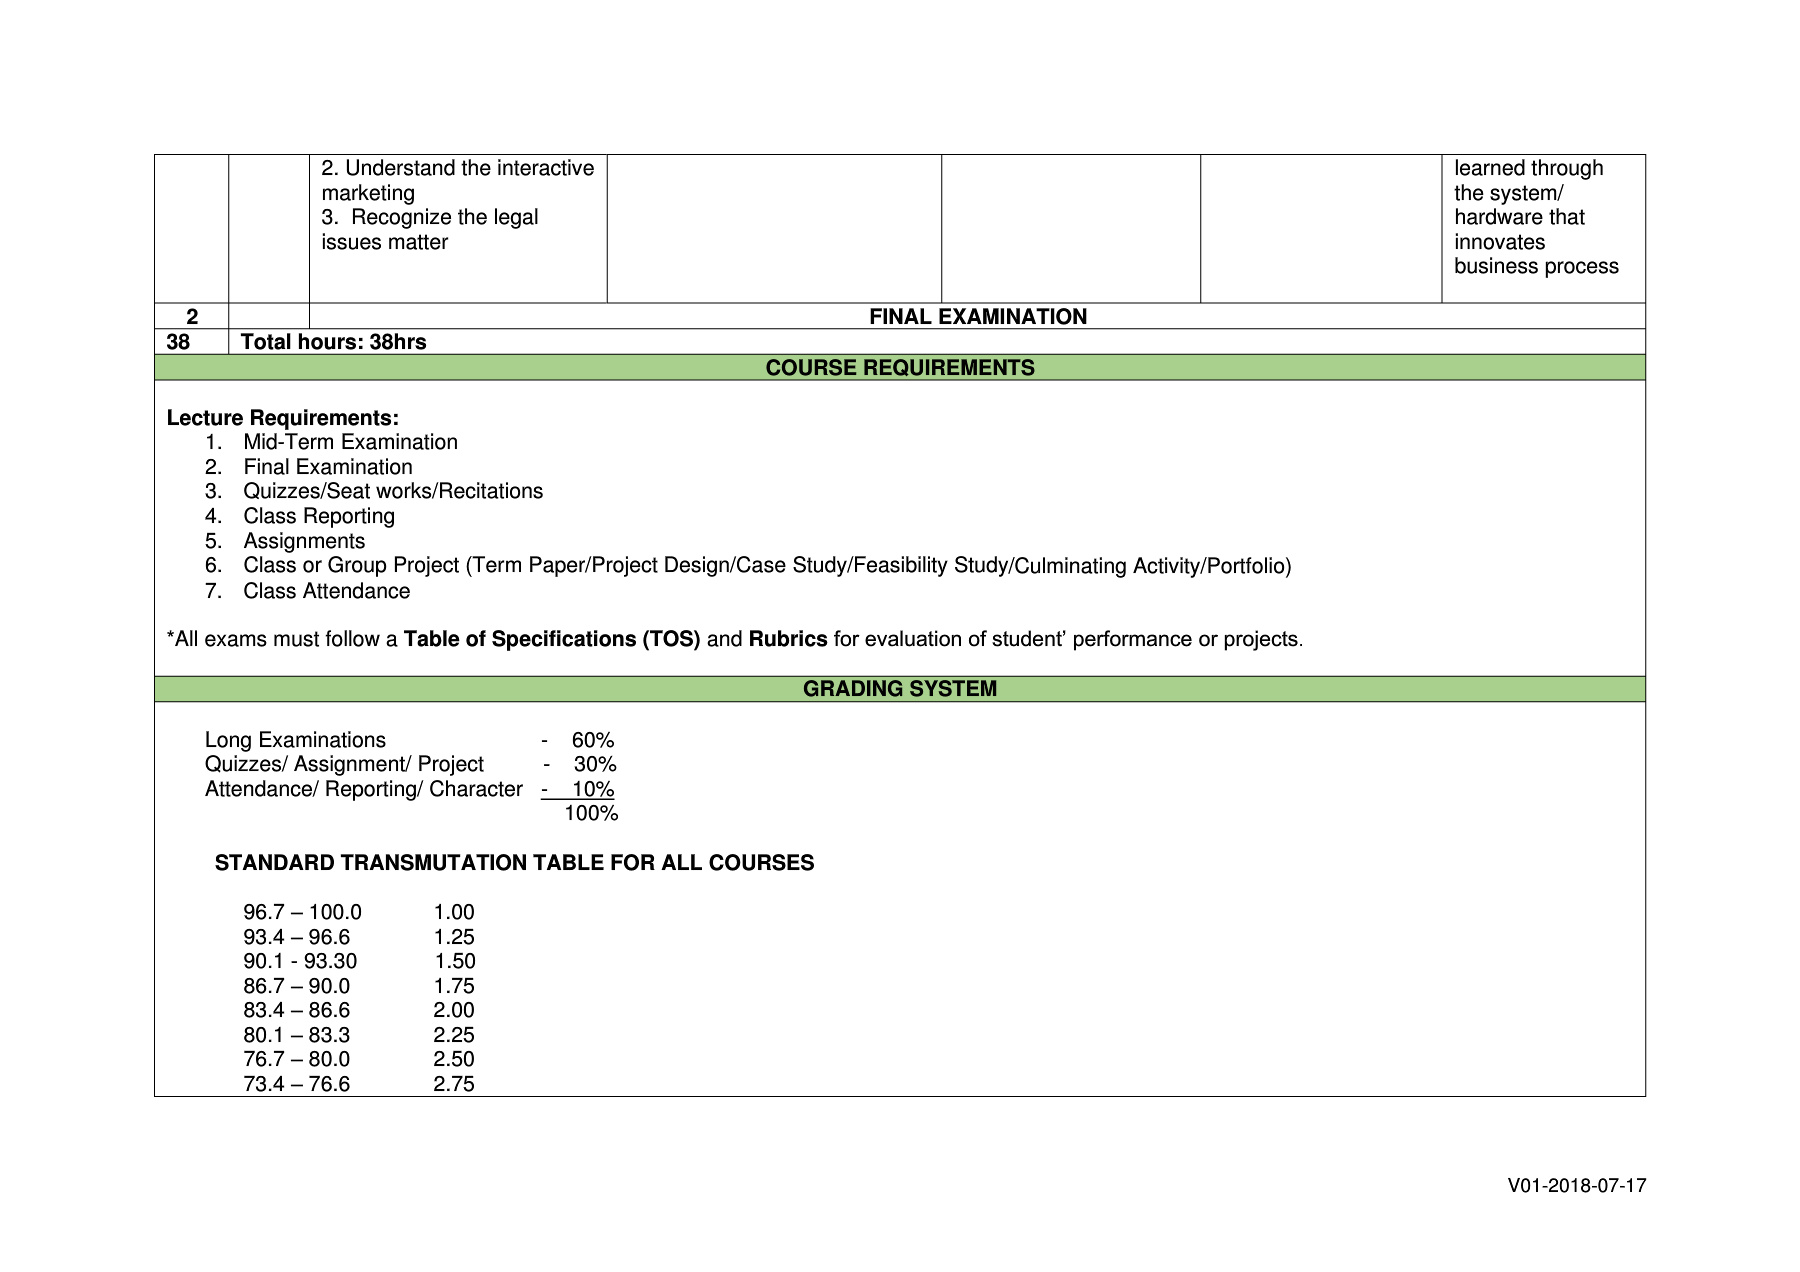 2. Understand the interactive
marketing
3.  Recognize the legal
issues matter
learned through
the system/
hardware that
innovates
business process
2 FINAL EXAMINATION
38 Total hours: 38hrs
COURSE REQUIREMENTS
Lecture Requirements:
1. Mid-Term Examination
2. Final Examination
3. Quizzes/Seat works/Recitations
4. Class Reporting
5. Assignments
6. Class or Group Project (Term Paper/Project Design/Case Study/Feasibility Study/Culminating Activity/Portfolio)
7. Class Attendance
*All exams must follow a Table of Specifications (TOS) and Rubrics for evaluation of student’ performance or projects.
GRADING SYSTEM
Long Examinations - 60%
Quizzes/ Assignment/ Project - 30%
Attendance/ Reporting/ Character - 10%
100%
STANDARD TRANSMUTATION TABLE FOR ALL COURSES
96.7 – 100.0 1.00
93.4 – 96.6 1.25
90.1 - 93.30 1.50
86.7 – 90.0 1.75
83.4 – 86.6 2.00
80.1 – 83.3 2.25
76.7 – 80.0 2.50
73.4 – 76.6 2.75
V01-2018-07-17